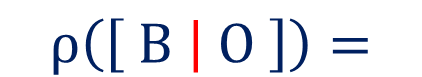 ρ([ B | O ]) =